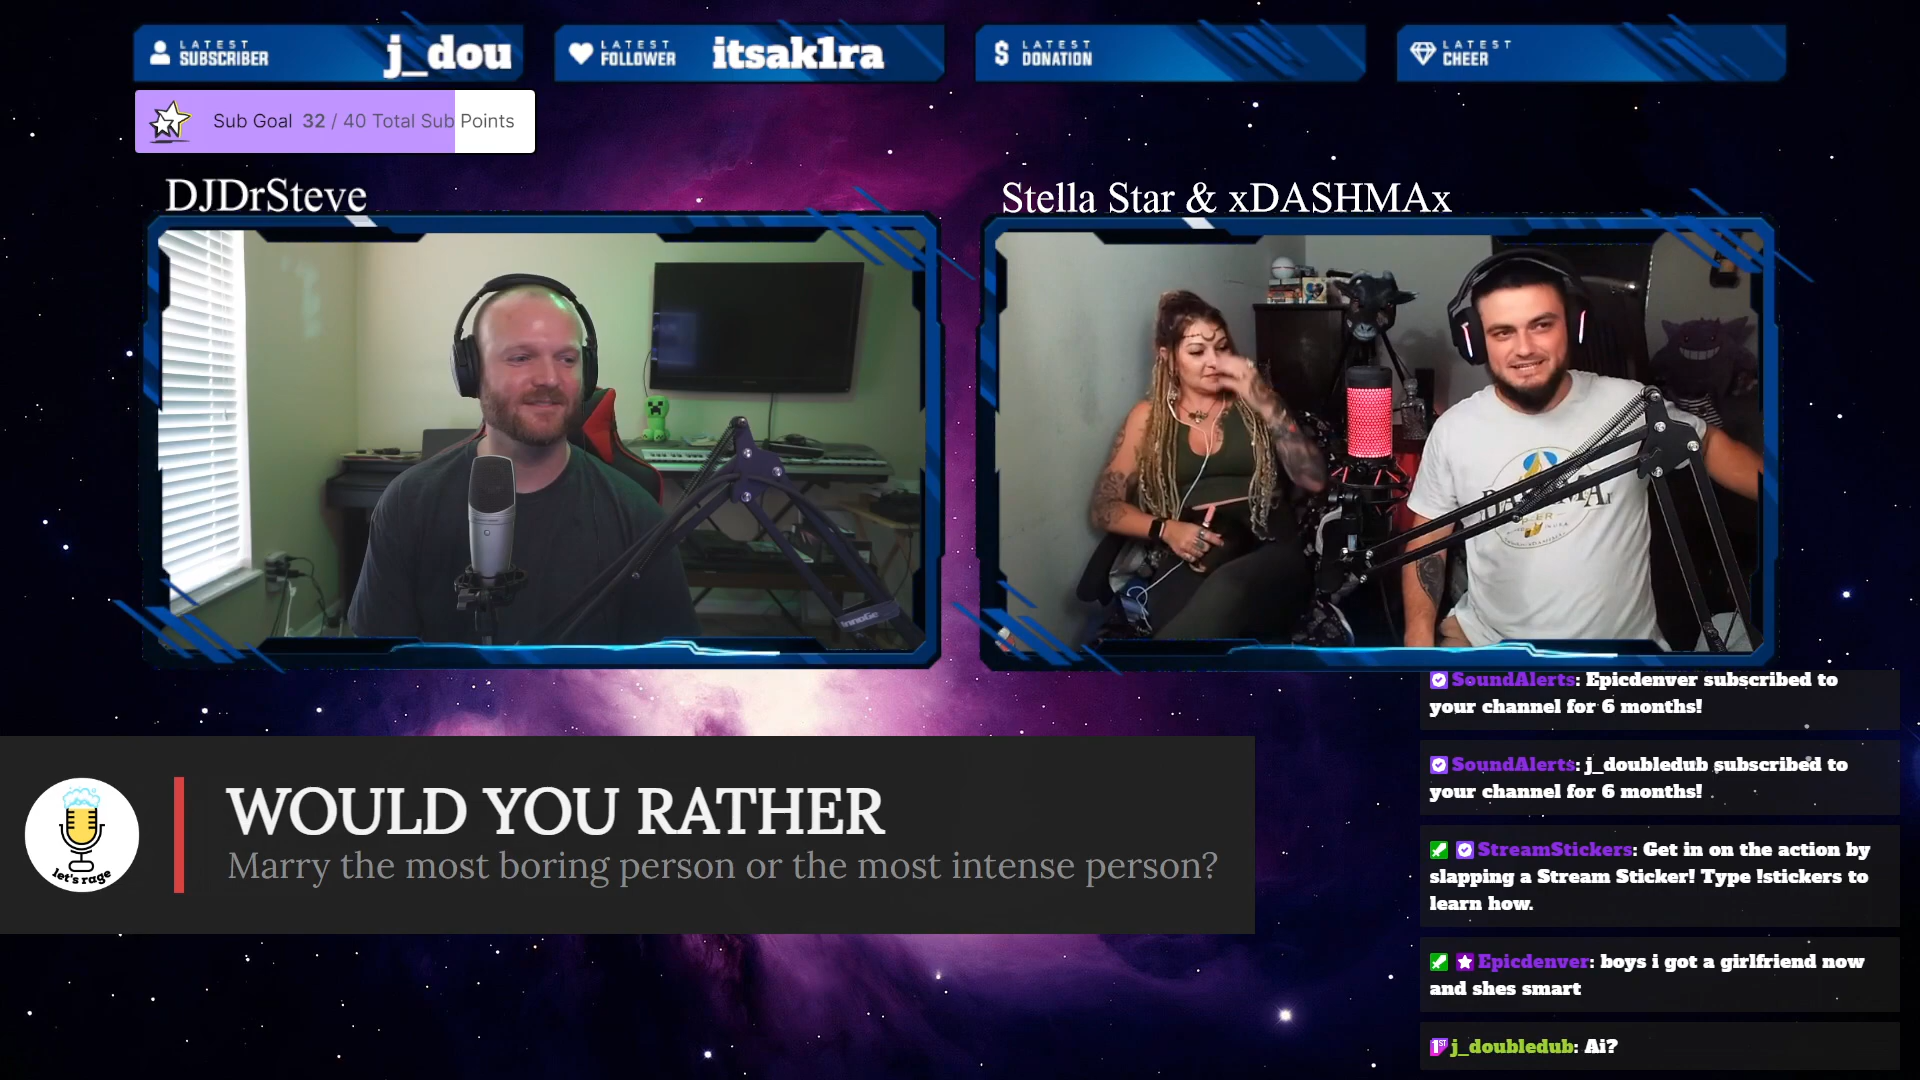 LATEST
SUBSCRIBER
j_dou
LATEST
FOLLOWER
itsak1ra
LATEST
DONATION
LATEST
CHEER
Sub Goal 32 / 40 Total Sub Points
DJDrSteve
Stella Star & xDASHMAx
InnoGe
SoundAlerts: Epicdenver subscribed to
your channel for 6 months!
SoundAlerts: j_doubledub subscribed to
your channel for 6 months!
StreamStickers: Get in on the action by
slapping a Stream Sticker! Type !stickers to
learn how.
Epicdenver: boys i got a girlfriend now
and shes smart
1ST j_doubledub: Ai?
let's rage
WOULD YOU RATHER
Marry the most boring person or the most intense person?